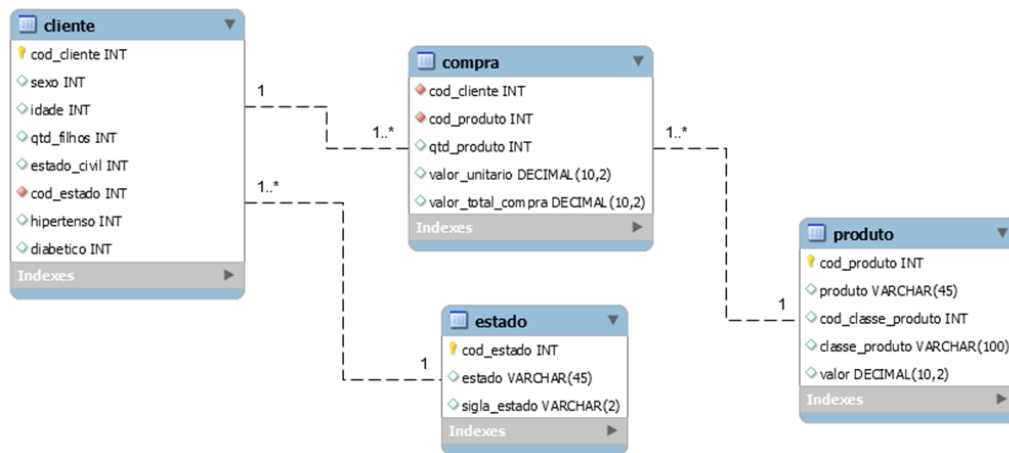 cliente
cod_cliente INT
sexo INT
idade INT
qtd_filhos INT
estado_civil INT
cod_estado INT
hipertenso INT
diabetico INT
Indexes
1
1..*
1..*
1
compra
cod_cliente INT
cod_produto INT
qtd_produto INT
valor_unitario DECIMAL(10,2)
valor_total_compra DECIMAL(10,2)
Indexes
1..*
1
estado
cod_estado INT
estado VARCHAR(45)
sigla_estado VARCHAR(2)
Indexes
produto
cod_produto INT
produto VARCHAR(45)
cod_classe_produto INT
classe_produto VARCHAR(100)
valor DECIMAL(10,2)
Indexes